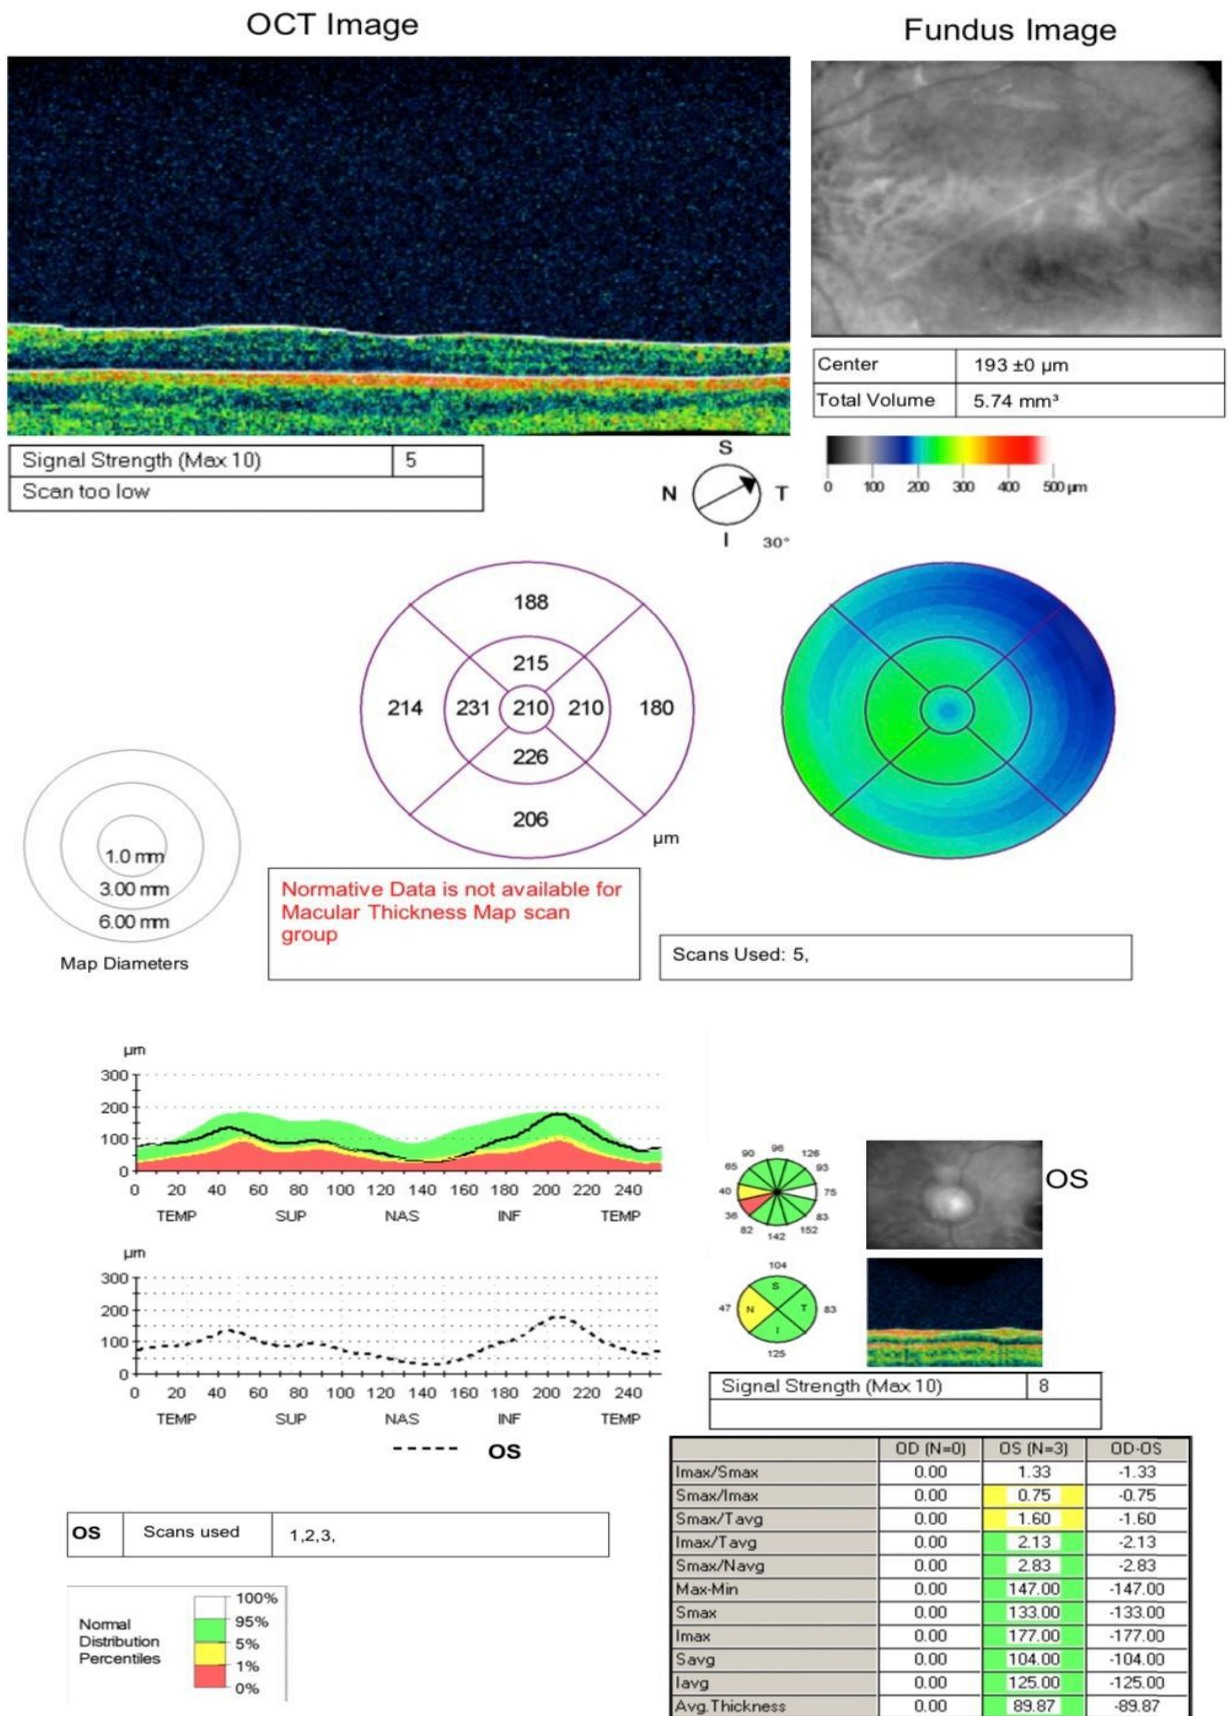 OCT Image
Fundus Image
Center 193 ±0 µm
Total Volume 5.74 mm³
Signal Strength (Max 10) 5
Scan too low
S
N T
I 30°
0 100 200 300 400 500 µm
188
215
214 231 210 210 180
226
206
µm
1.0 mm
3.00 mm
6.00 mm
Map Diameters
Normative Data is not available for
Macular Thickness Map scan
group
Scans Used: 5,
µm
300
200
100
0
0 20 40 60 80 100 120 140 160 180 200 220 240
TEMP SUP NAS INF TEMP
96
90 128
65 93
40 75
36 83
82 152
142
OS
µm
300
200
100
0
0 20 40 60 80 100 120 140 160 180 200 220 240
TEMP SUP NAS INF TEMP
OS
104
S
47 N T 83
I
125
Signal Strength (Max 10) 8
OD (N=0) OS (N=3) OD-OS
Imax/Smax 0.00 1.33 -1.33
Smax/Imax 0.00 0.75 -0.75
Smax/Tavg 0.00 1.60 -1.60
Imax/Tavg 0.00 2.13 -2.13
Smax/Navg 0.00 2.83 -2.83
Max-Min 0.00 147.00 -147.00
Smax 0.00 133.00 -133.00
Imax 0.00 177.00 -177.00
Savg 0.00 104.00 -104.00
Iavg 0.00 125.00 -125.00
Avg.Thickness 0.00 89.87 -89.87
OS Scans used 1,2,3,
Normal
Distribution
Percentiles
100%
95%
5%
1%
0%